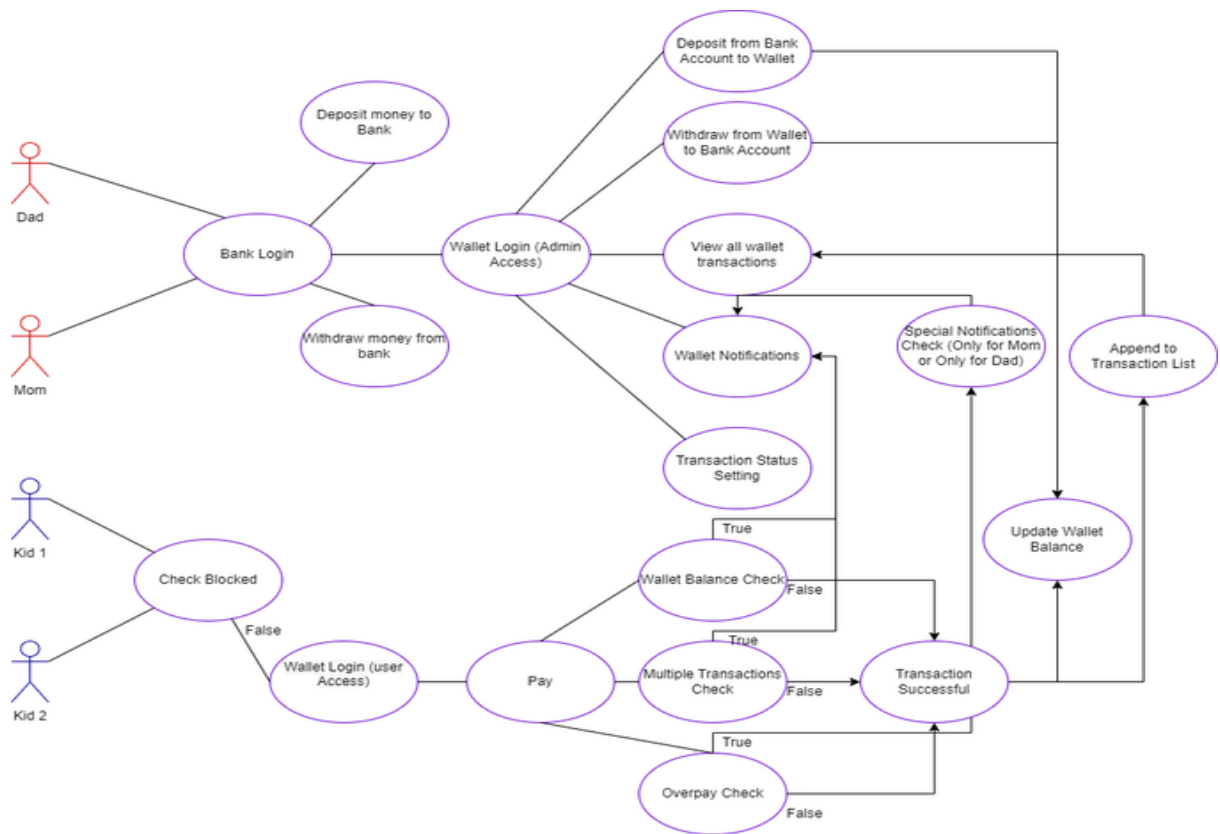 Deposit from Bank
Account to Wallet
Deposit money to
Bank
Withdraw from Wallet
to Bank Account
Dad
Bank Login
Wallet Login (Admin
Access)
View all wallet
transactions
Withdraw money from
bank
Wallet Notifications
Special Notifications
Check (Only for Mom
or Only for Dad)
Append to
Transaction List
Mom
Transaction Status
Setting
Kid 1
True
Update Wallet
Balance
Check Blocked
Wallet Balance Check
False
False
True
Kid 2
Wallet Login (user
Access)
Pay
Multiple Transactions
Check
False
Transaction
Successful
True
Overpay Check
False